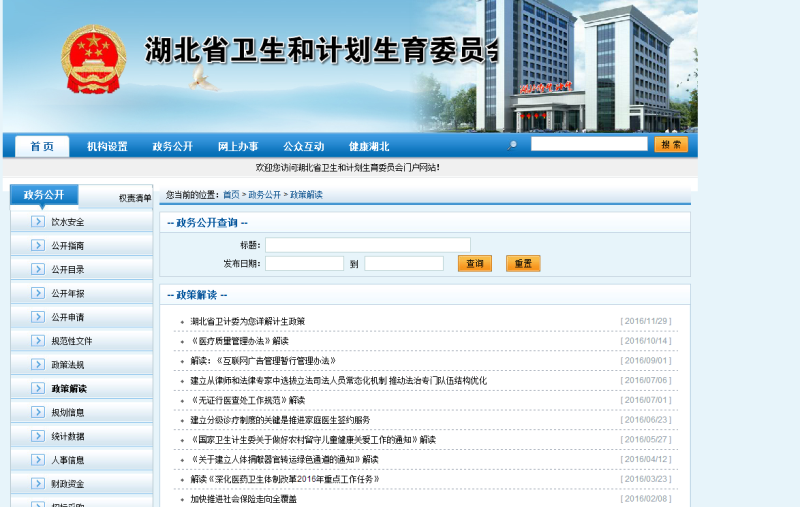 湖北省卫生和计划生育委员会
首 页 机构设置 政务公开 网上办事 公众互动 健康湖北 搜 索
欢迎您访问湖北省卫生和计划生育委员会门户网站!
政务公开 权责清单
您当前的位置: 首页 > 政务公开 > 政策解读
饮水安全
公开指南
公开目录
公开年报
公开申请
规范性文件
政策法规
政策解读
规划信息
统计数据
人事信息
财政资金
招标采购
-- 政务公开查询 --
标题:
发布日期: 到 查询 重置
-- 政策解读 --
湖北省卫计委为您详解计生政策 [ 2016/11/29 ]
《医疗质量管理办法》解读 [ 2016/10/14 ]
解读:《互联网广告管理暂行管理办法》 [ 2016/09/01 ]
建立从律师和法律专家中选拔立法司法人员常态化机制 推动法治专门队伍结构优化 [ 2016/07/06 ]
《无证行医查处工作规范》解读 [ 2016/07/01 ]
建立分级诊疗制度的关键是推进家庭医生签约服务 [ 2016/06/23 ]
《国家卫生计生委关于做好农村留守儿童健康关爱工作的通知》解读 [ 2016/05/27 ]
《关于建立人体捐献器官转运绿色通道的通知》解读 [ 2016/04/12 ]
解读《深化医药卫生体制改革2016年重点工作任务》 [ 2016/03/23 ]
加快推进社会保险走向全覆盖 [ 2016/02/08 ]